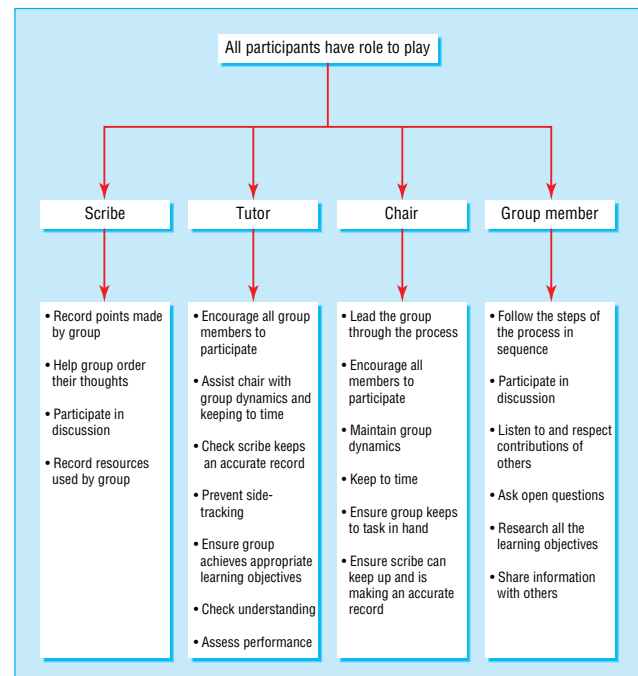 All participants have role to play
Scribe
Tutor
Chair
Group member
• Record points made
by group
• Help group order
their thoughts
• Participate in
discussion
• Record resources
used by group
• Encourage all group
members to
participate
• Assist chair with
group dynamics and
keeping to time
• Check scribe keeps
an accurate record
• Prevent side-
tracking
• Ensure group
achieves appropriate
learning objectives
• Check understanding
• Assess performance
• Lead the group
through the process
• Encourage all
members to
participate
• Maintain group
dynamics
• Keep to time
• Ensure group keeps
to task in hand
• Ensure scribe can
keep up and is
making an accurate
record
• Follow the steps of
the process in
sequence
• Participate in
discussion
• Listen to and respect
contributions of
others
• Ask open questions
• Research all the
learning objectives
• Share information
with others